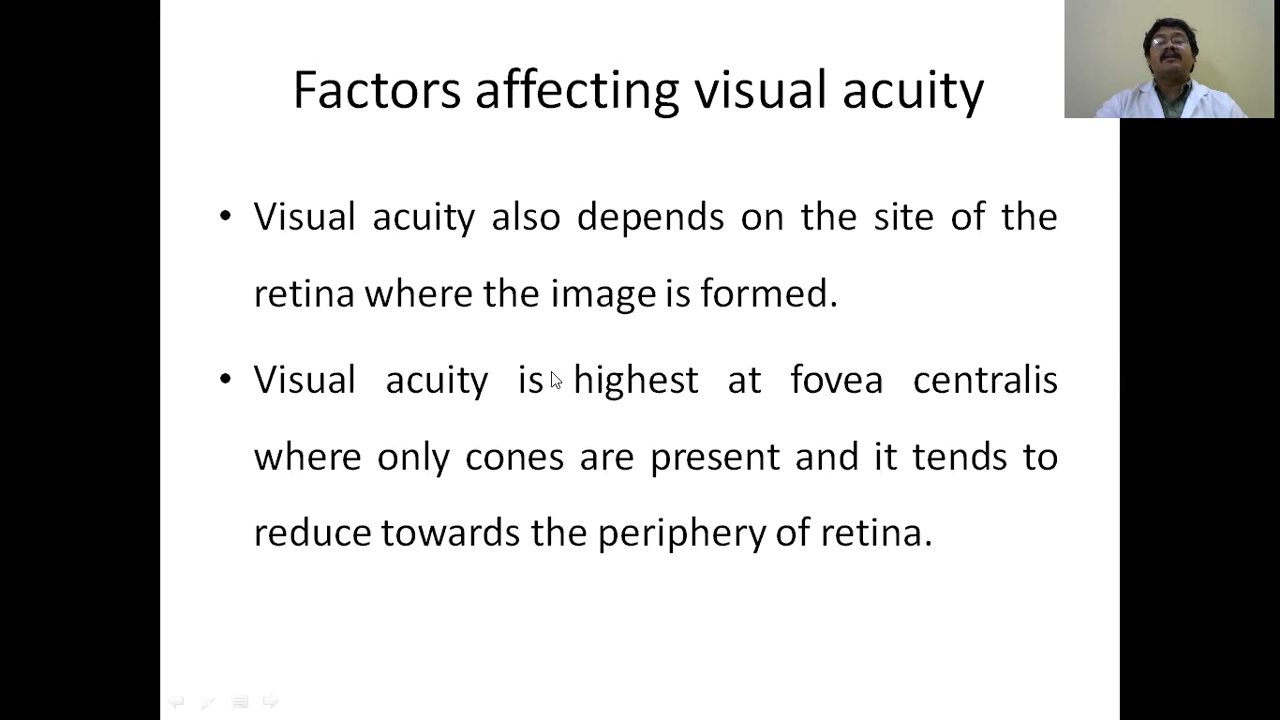 Factors affecting visual acuity
• Visual acuity also depends on the site of the
retina where the image is formed.
• Visual acuity is highest at fovea centralis
where only cones are present and it tends to
reduce towards the periphery of retina.